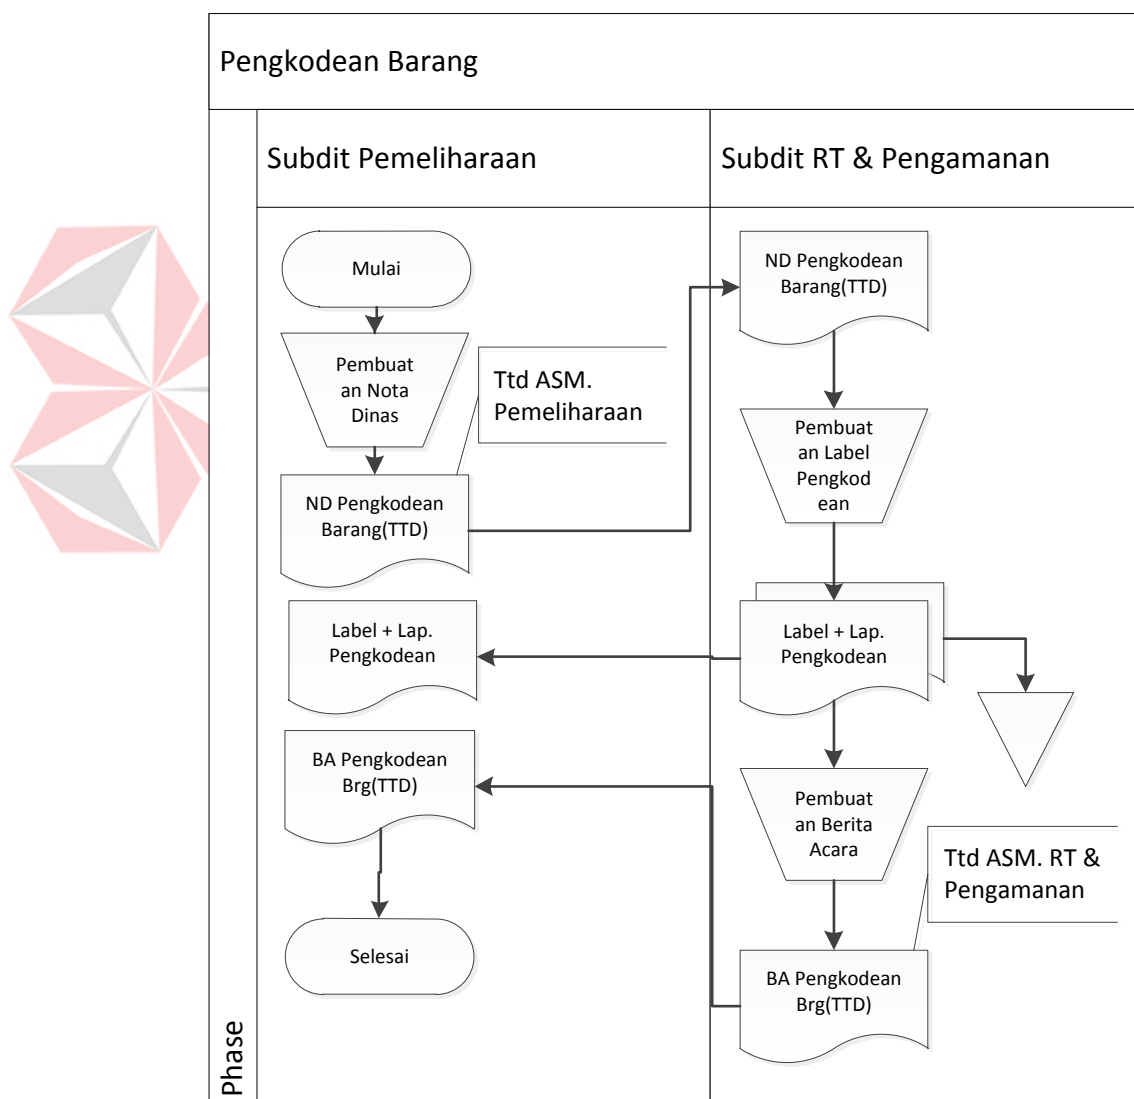 Pengkodean Barang
Phase
Subdit Pemeliharaan
Mulai
Pembuat
an Nota
Dinas
Ttd ASM.
Pemeliharaan
ND Pengkodean
Barang(TTD)
Label + Lap.
Pengkodean
BA Pengkodean
Brg(TTD)
Selesai
Subdit RT & Pengamanan
ND Pengkodean
Barang(TTD)
Pembuat
an Label
Pengkod
ean
Label + Lap.
Pengkodean
Pembuat
an Berita
Acara
Ttd ASM. RT &
Pengamanan
BA Pengkodean
Brg(TTD)